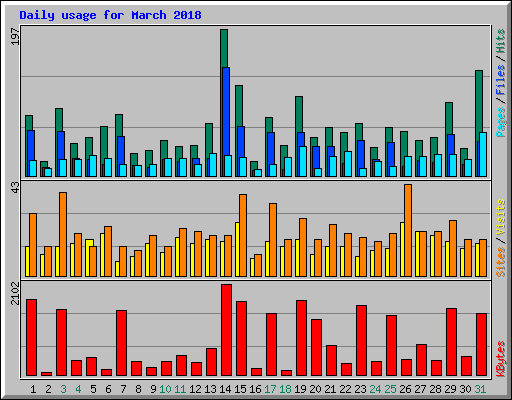 Daily usage for March 2018
197
Pages / Files / Hits
43
Sites / Visits
2102
KBytes
1 2 3 4 5 6 7 8 9 10 11 12 13 14 15 16 17 18 19 20 21 22 23 24 25 26 27 28 29 30 31